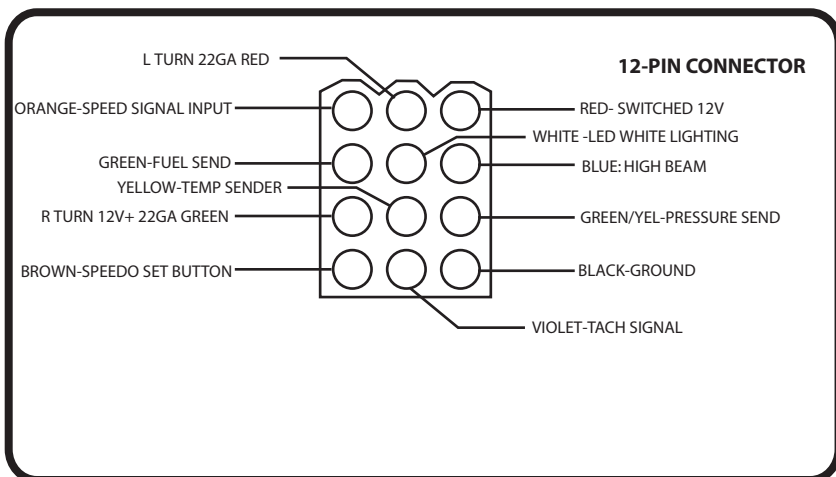 L TURN 22GA RED
12-PIN CONNECTOR
ORANGE-SPEED SIGNAL INPUT
RED- SWITCHED 12V
WHITE -LED WHITE LIGHTING
GREEN-FUEL SEND
BLUE: HIGH BEAM
YELLOW-TEMP SENDER
R TURN 12V+ 22GA GREEN
GREEN/YEL-PRESSURE SEND
BROWN-SPEEDO SET BUTTON
BLACK-GROUND
VIOLET-TACH SIGNAL